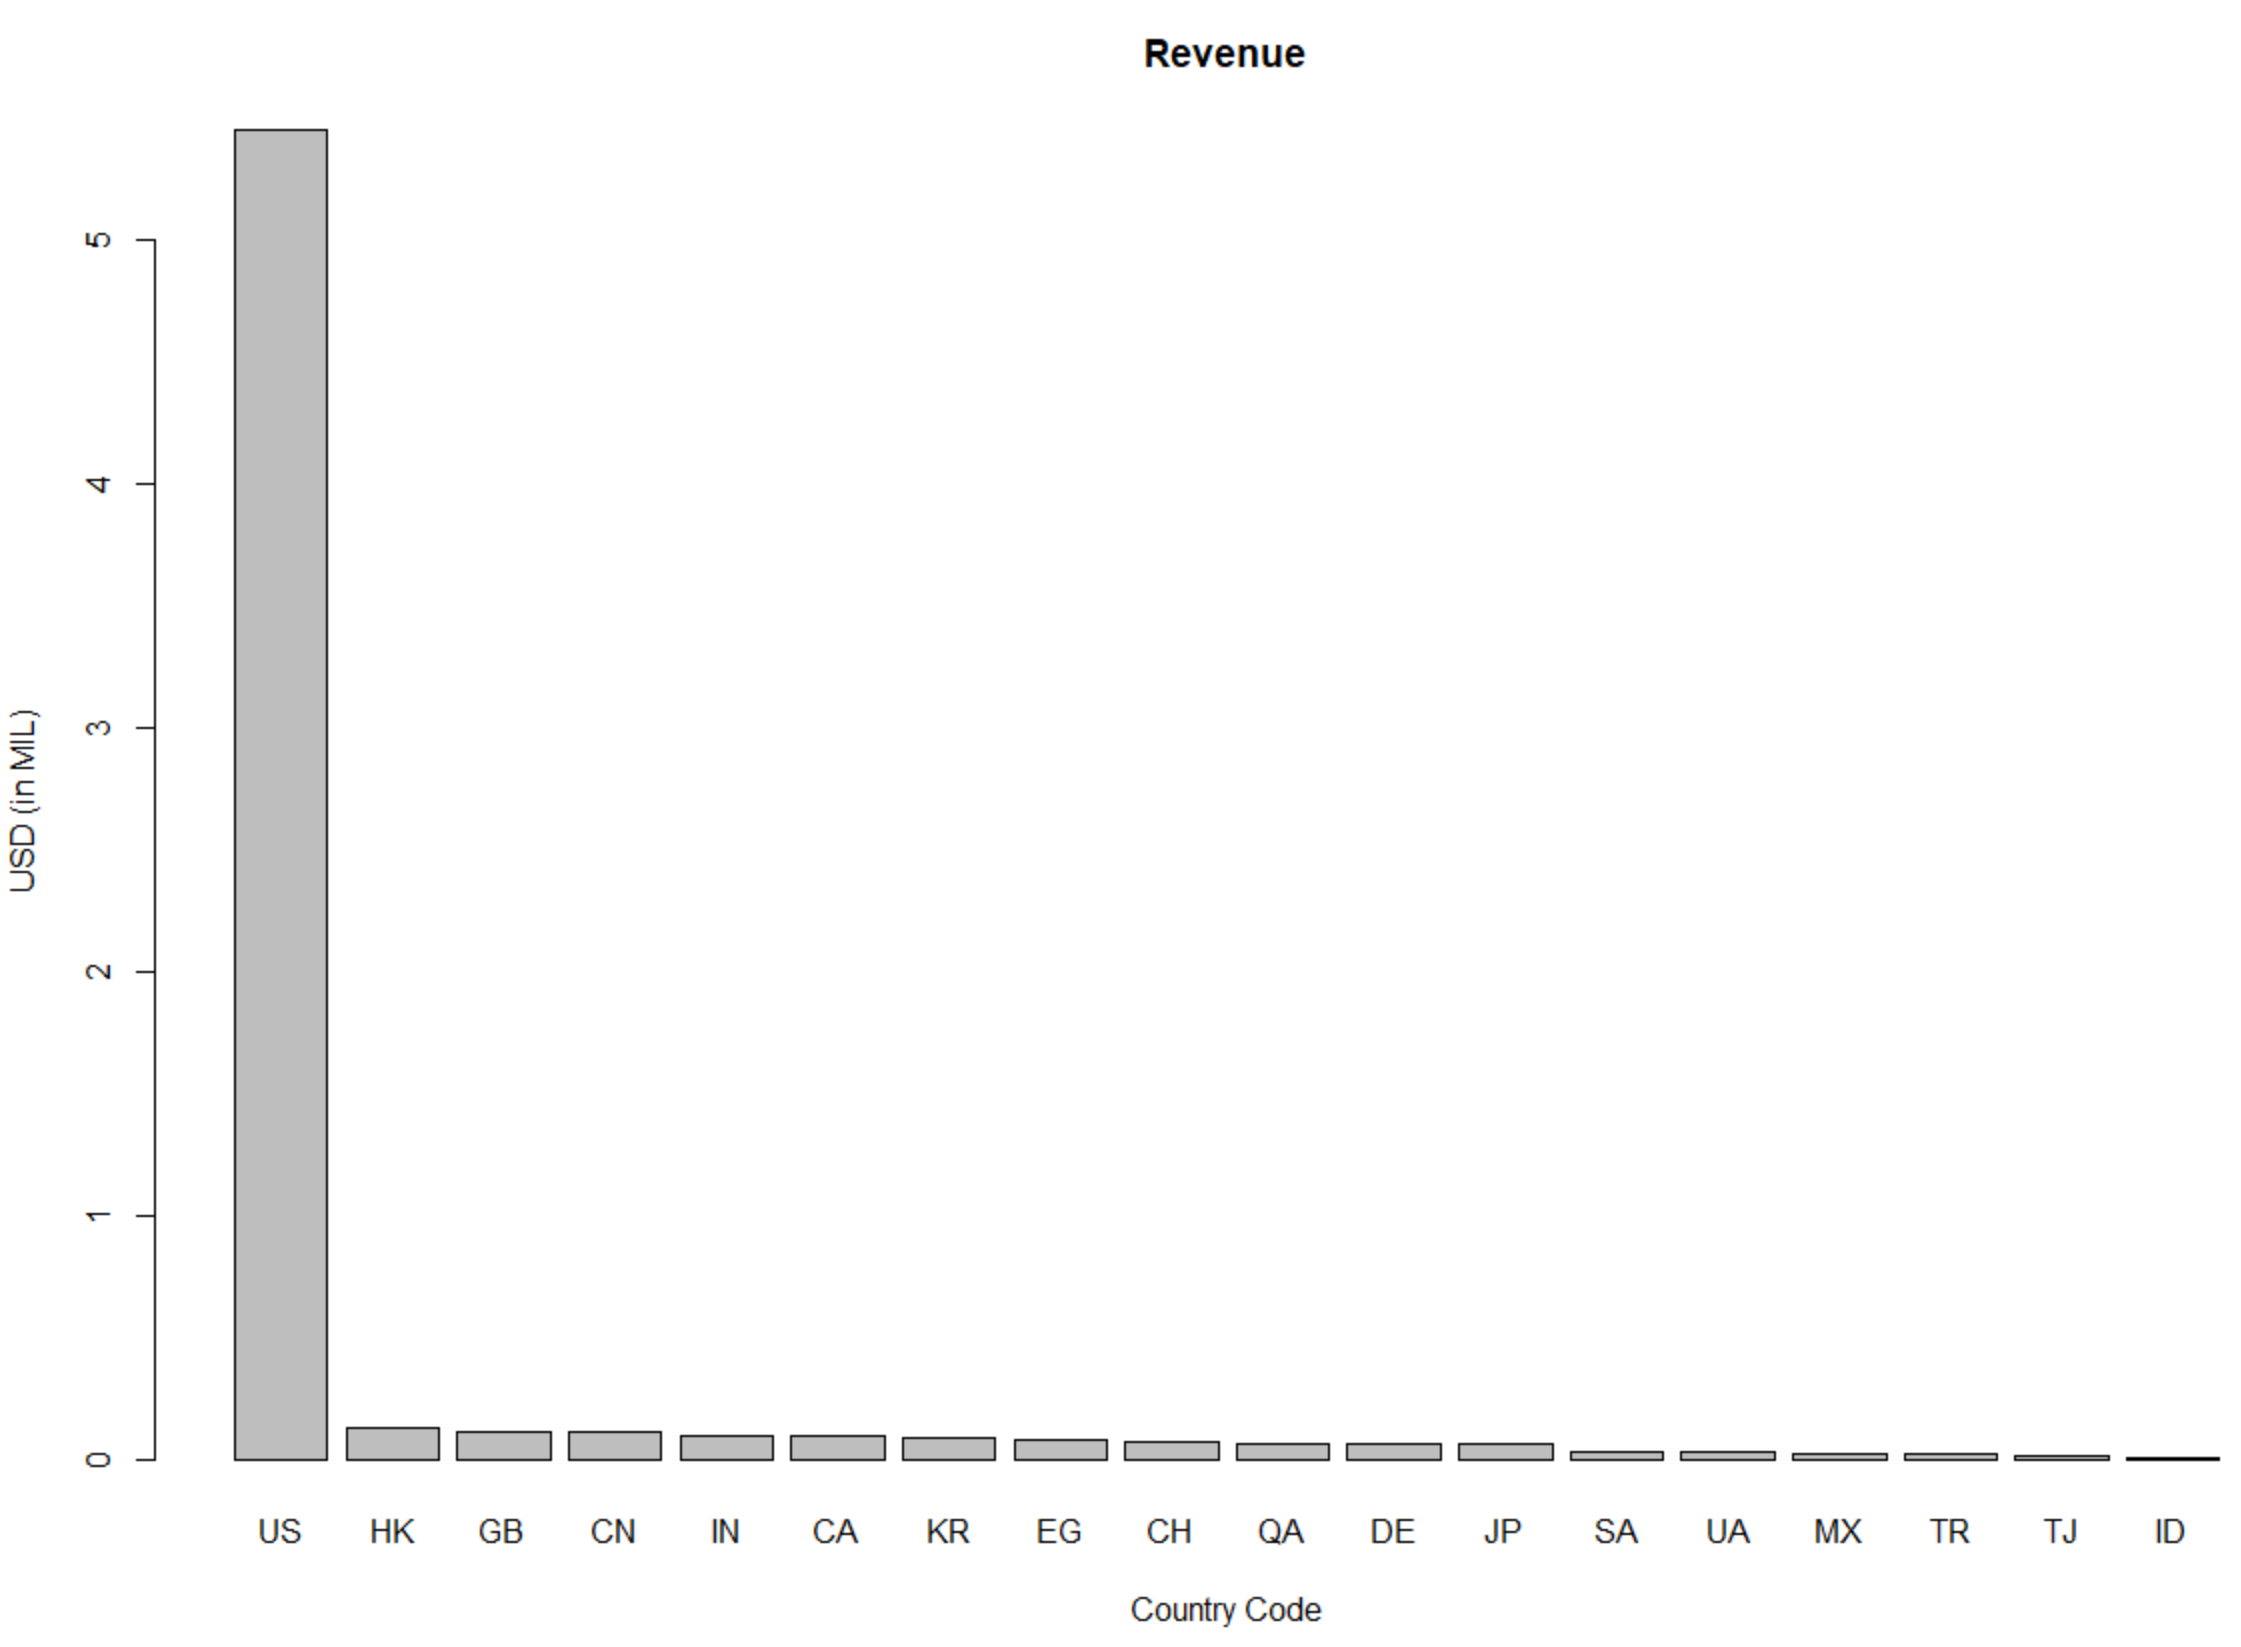 Revenue
USD (in MIL)
5
4
3
2
1
0
US HK GB CN IN CA KR EG CH QA DE JP SA UA MX TR TJ ID
Country Code